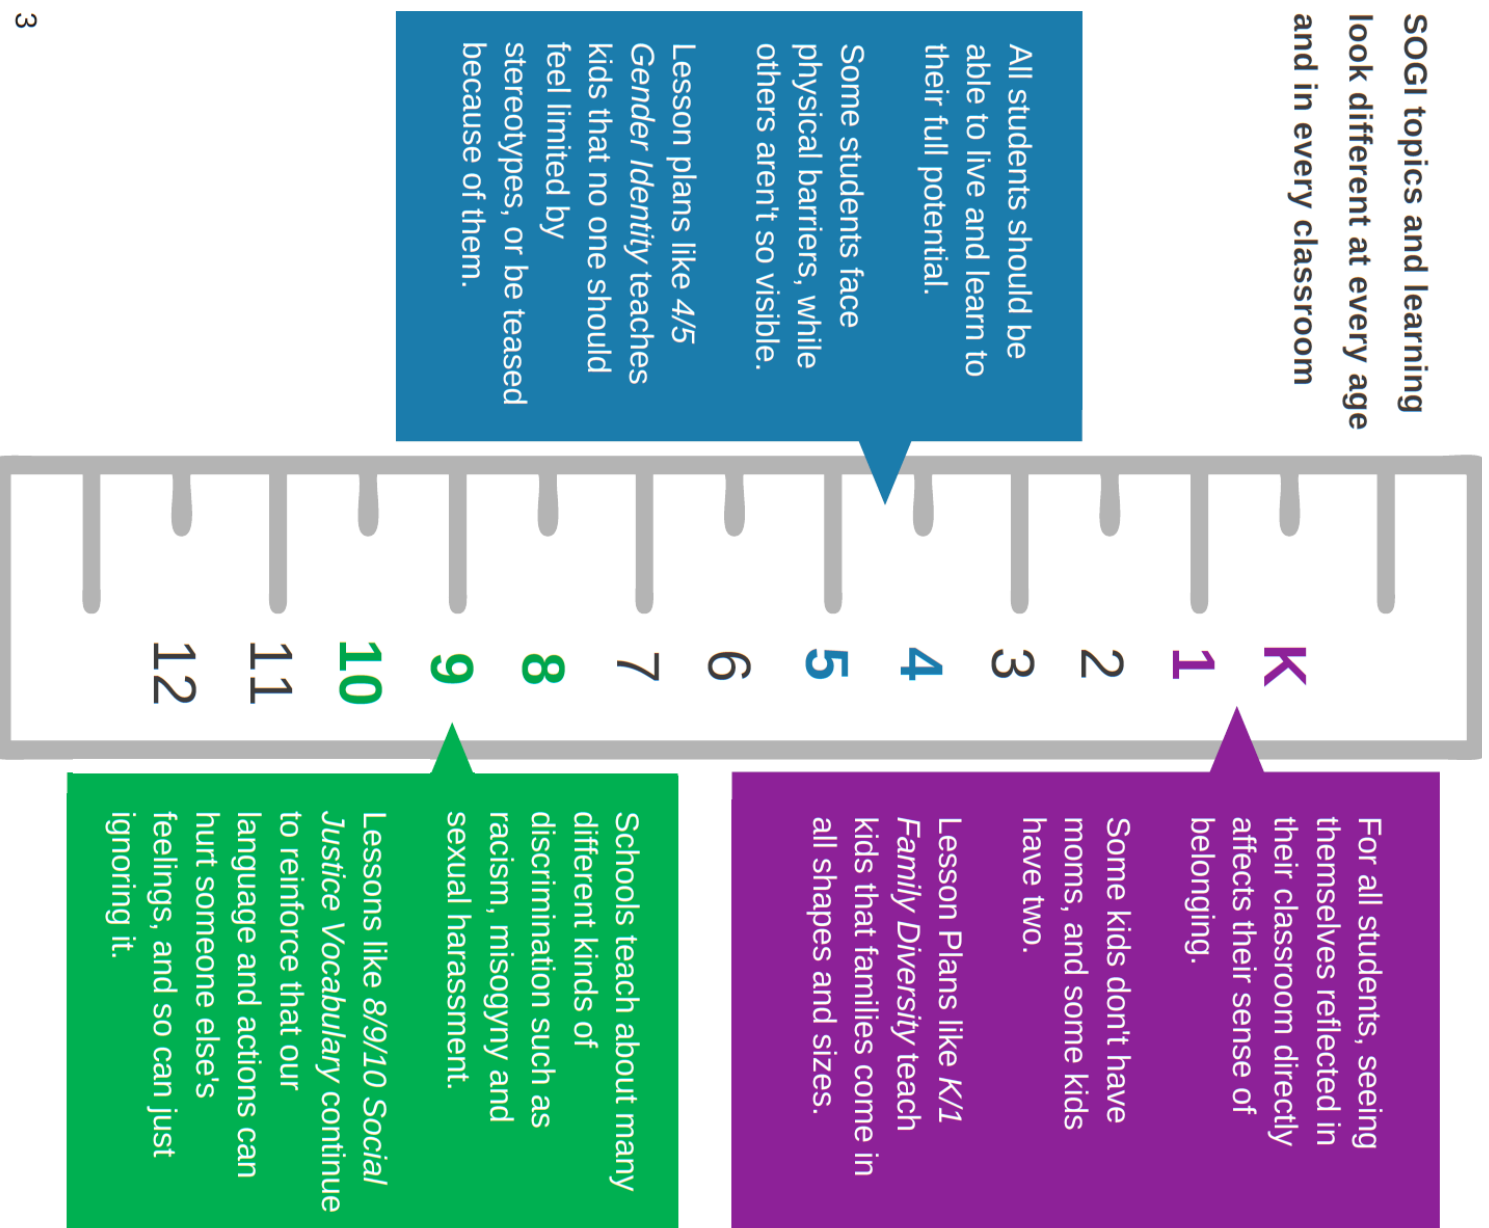 SOGI topics and learning
look different at every age
and in every classroom
All students should be
able to live and learn to
their full potential.
Some students face
physical barriers, while
others aren't so visible.
Lesson plans like 4/5
Gender Identity teaches
kids that no one should
feel limited by
stereotypes, or be teased
because of them.
K
1
2
3
4
5
6
7
8
9
10
11
12
For all students, seeing
themselves reflected in
their classroom directly
affects their sense of
belonging.
Some kids don't have
moms, and some kids
have two.
Lesson Plans like K/1
Family Diversity teach
kids that families come in
all shapes and sizes.
Schools teach about many
different kinds of
discrimination such as
racism, misogyny and
sexual harassment.
Lessons like 8/9/10 Social
Justice Vocabulary continue
to reinforce that our
language and actions can
hurt someone else's
feelings, and so can just
ignoring it.
3